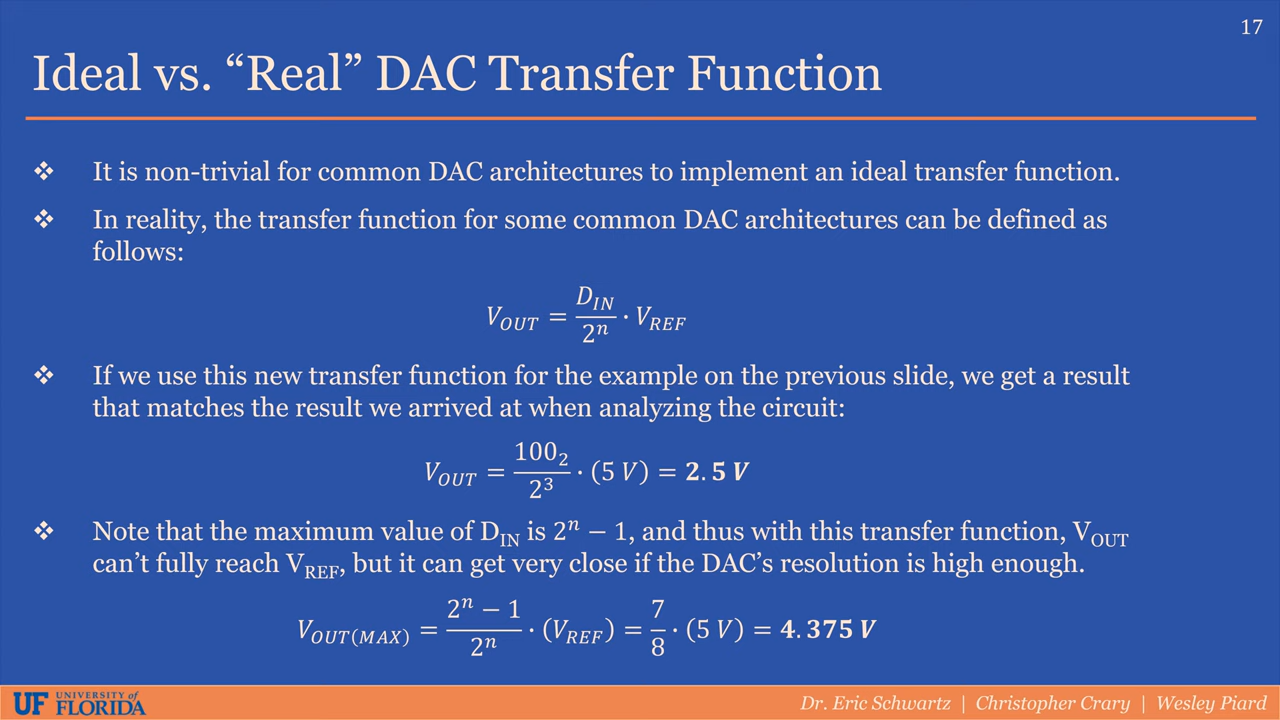 17
Ideal vs. “Real” DAC Transfer Function
❖ It is non-trivial for common DAC architectures to implement an ideal transfer function.
❖ In reality, the transfer function for some common DAC architectures can be defined as
follows:
V_OUT = D_IN / 2^n · V_REF
❖ If we use this new transfer function for the example on the previous slide, we get a result
that matches the result we arrived at when analyzing the circuit:
V_OUT = 100₂ / 2³ · (5 V) = 2.5 V
❖ Note that the maximum value of D_IN is 2^n − 1, and thus with this transfer function, V_OUT
can’t fully reach V_REF, but it can get very close if the DAC’s resolution is high enough.
V_OUT(MAX) = (2^n − 1) / 2^n · (V_REF) = 7/8 · (5 V) = 4.375 V
UF UNIVERSITY of
FLORIDA
Dr. Eric Schwartz | Christopher Crary | Wesley Piard